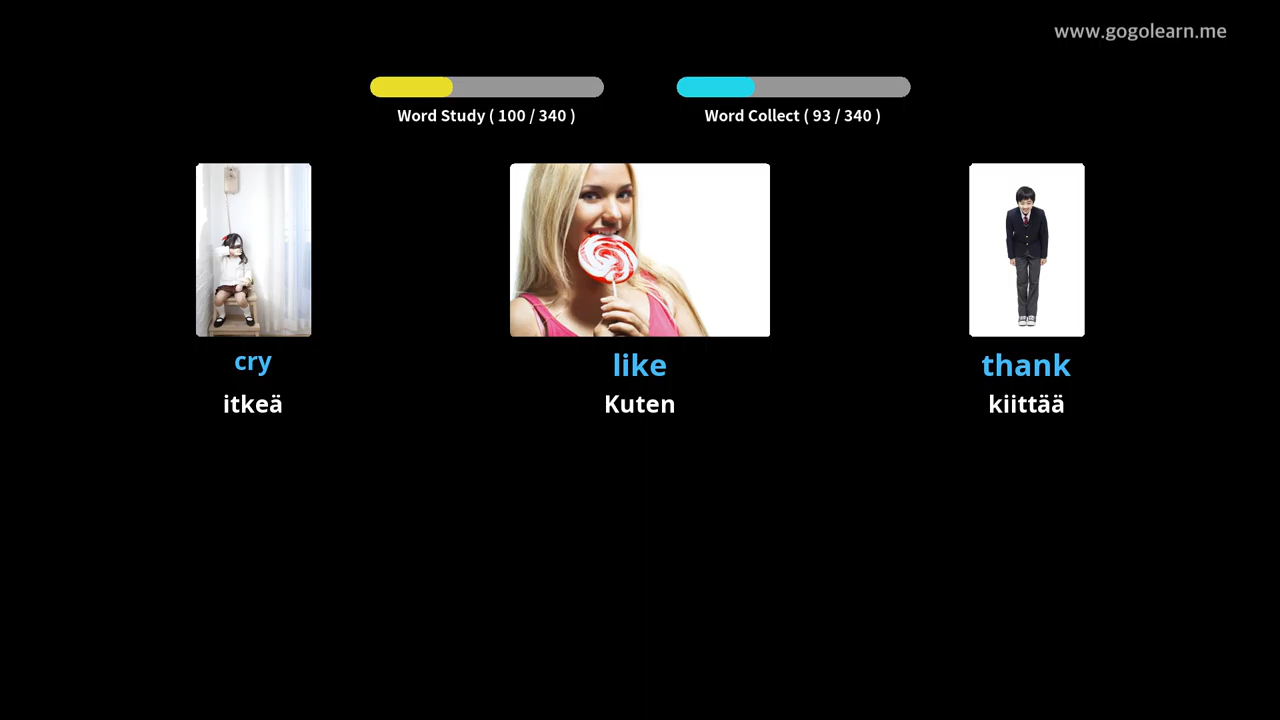 www.gogolearn.me
Word Study ( 100 / 340 )
Word Collect ( 93 / 340 )
cry
like
thank
itkeä
Kuten
kiittää